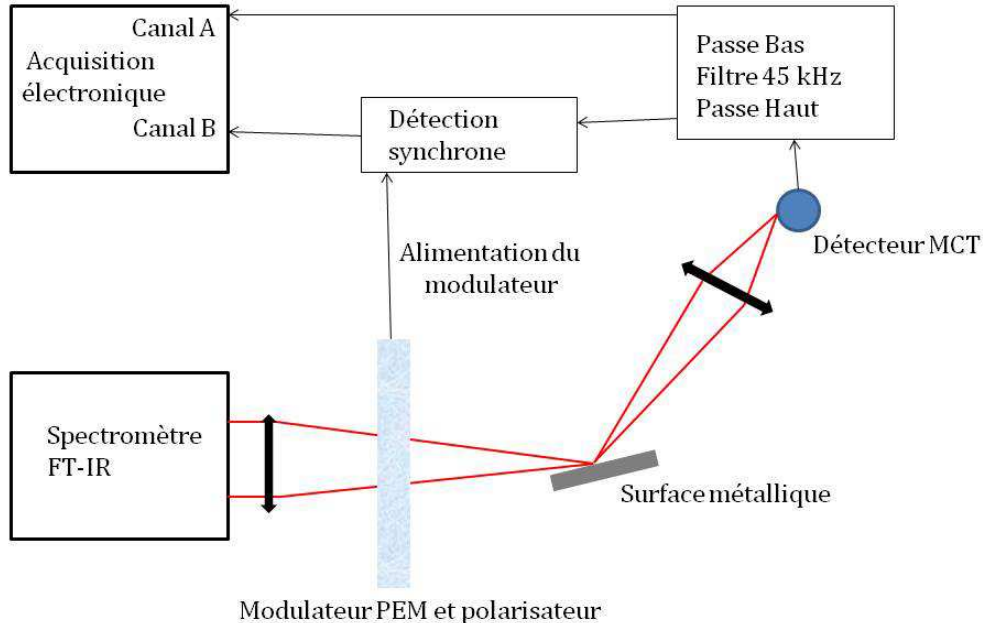 Canal A
Acquisition
électronique
Canal B
Détection
synchrone
Passe Bas
Filtre 45 kHz
Passe Haut
Détecteur MCT
Alimentation du
modulateur
Spectromètre
FT-IR
Surface métallique
Modulateur PEM et polarisateur